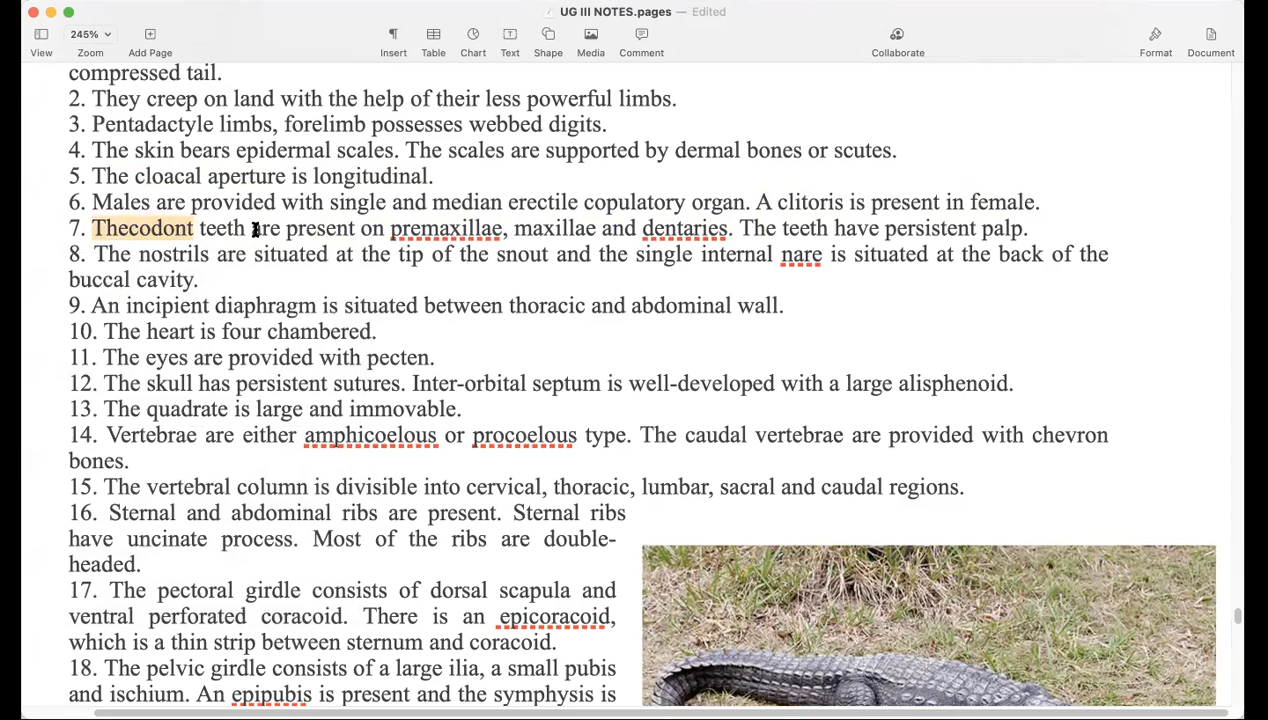 UG III NOTES.pages — Edited
245%
View Zoom Add Page Insert Table Chart Text Shape Media Comment Collaborate Format Document
compressed tail.
2. They creep on land with the help of their less powerful limbs.
3. Pentadactyle limbs, forelimb possesses webbed digits.
4. The skin bears epidermal scales. The scales are supported by dermal bones or scutes.
5. The cloacal aperture is longitudinal.
6. Males are provided with single and median erectile copulatory organ. A clitoris is present in female.
7. Thecodont teeth are present on premaxillae, maxillae and dentaries. The teeth have persistent palp.
8. The nostrils are situated at the tip of the snout and the single internal nare is situated at the back of the
buccal cavity.
9. An incipient diaphragm is situated between thoracic and abdominal wall.
10. The heart is four chambered.
11. The eyes are provided with pecten.
12. The skull has persistent sutures. Inter-orbital septum is well-developed with a large alisphenoid.
13. The quadrate is large and immovable.
14. Vertebrae are either amphicoelous or procoelous type. The caudal vertebrae are provided with chevron
bones.
15. The vertebral column is divisible into cervical, thoracic, lumbar, sacral and caudal regions.
16. Sternal and abdominal ribs are present. Sternal ribs
have uncinate process. Most of the ribs are double-
headed.
17. The pectoral girdle consists of dorsal scapula and
ventral perforated coracoid. There is an epicoracoid,
which is a thin strip between sternum and coracoid.
18. The pelvic girdle consists of a large ilia, a small pubis
and ischium. An epipubis is present and the symphysis is